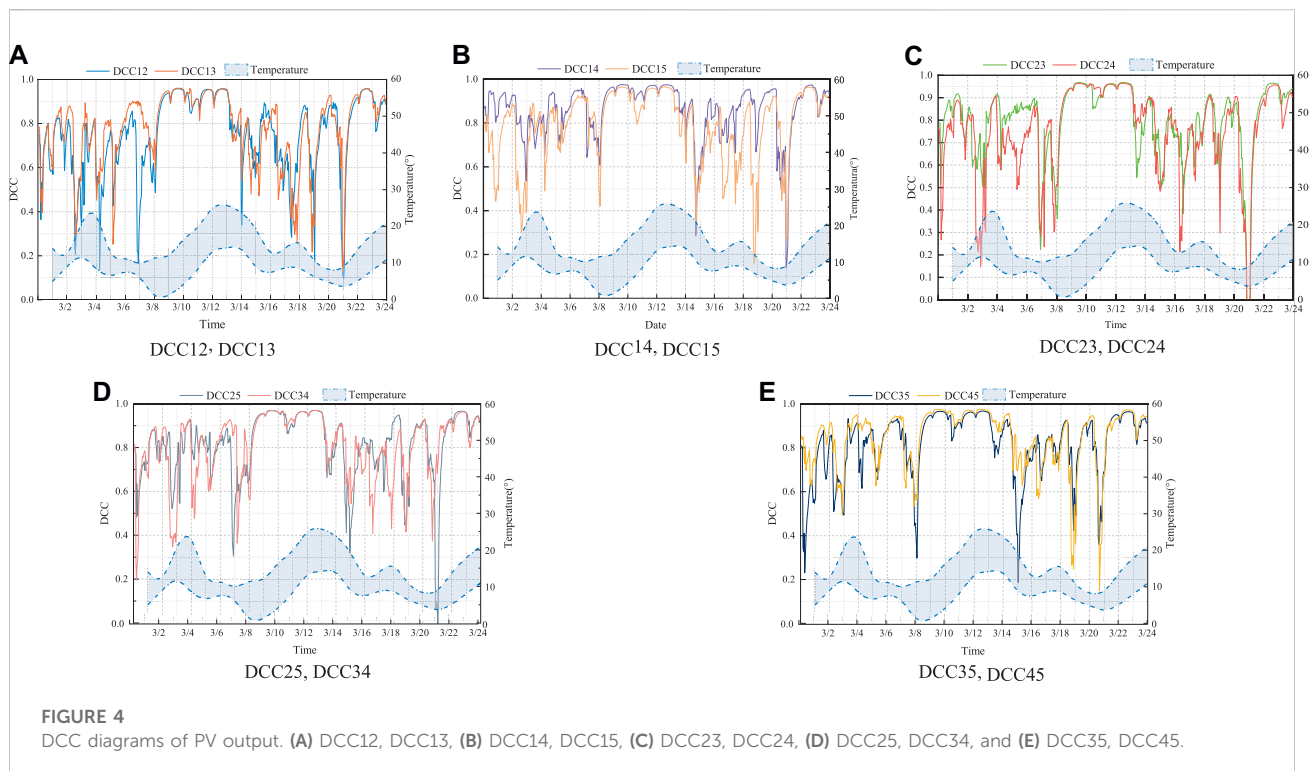 A
DCC12 DCC13 Temperature
1.0
0.8
0.6
0.4
0.2
0.0
DCC
60
50
40
30
20
10
0
Temperature(°)
3/2 3/4 3/6 3/8 3/10 3/12 3/14 3/16 3/18 3/20 3/22 3/24
Time
DCC12, DCC13
B
DCC14 DCC15 Temperature
1.0
0.8
0.6
0.4
0.2
0.0
DCC
60
50
40
30
20
10
0
Temperatura(°)
3/2 3/4 3/6 3/8 3/10 3/12 3/14 3/16 3/18 3/20 3/22 3/24
Date
DCC14, DCC15
C
DCC23 DCC24 Temperature
1.0
0.9
0.8
0.7
0.6
0.5
0.4
0.3
0.2
0.1
0.0
DCC
60
50
40
30
20
10
0
Temperature(°)
3/2 3/4 3/6 3/8 3/10 3/12 3/14 3/16 3/18 3/20 3/22 3/24
Time
DCC23, DCC24
D
DCC25 DCC34 Temperature
1.0
0.8
0.6
0.4
0.2
0.0
DCC
60
50
40
30
20
10
0
Temperature(°)
3/2 3/4 3/6 3/8 3/10 3/12 3/14 3/16 3/18 3/20 3/22 3/24
Time
DCC25, DCC34
E
DCC35 DCC45 Temperature
1.0
0.8
0.6
0.4
0.2
0.0
DCC
60
50
40
30
20
10
0
Temperature(°)
3/2 3/4 3/6 3/8 3/10 3/12 3/14 3/16 3/18 3/20 3/22 3/24
Time
DCC35, DCC45
FIGURE 4
DCC diagrams of PV output. (A) DCC12, DCC13, (B) DCC14, DCC15, (C) DCC23, DCC24, (D) DCC25, DCC34, and (E) DCC35, DCC45.